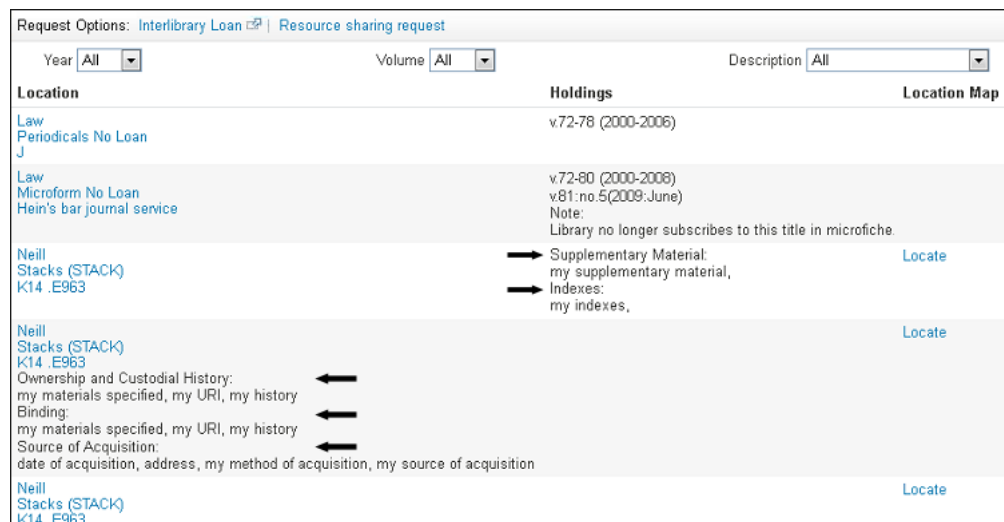 Request Options: Interlibrary Loan | Resource sharing request
Year All Volume All Description All
Location Holdings Location Map
Law v.72-78 (2000-2006)
Periodicals No Loan
J
Law v.72-80 (2000-2008)
Microform No Loan v.81:no.5(2009:June)
Hein's bar journal service Note:
Library no longer subscribes to this title in microfiche.
Neill Supplementary Material: Locate
Stacks (STACK) my supplementary material,
K14 .E963 Indexes:
my indexes,
Neill Locate
Stacks (STACK)
K14 .E963
Ownership and Custodial History:
my materials specified, my URI, my history
Binding:
my materials specified, my URI, my history
Source of Acquisition:
date of acquisition, address, my method of acquisition, my source of acquisition
Neill Locate
Stacks (STACK)
K14 .E963